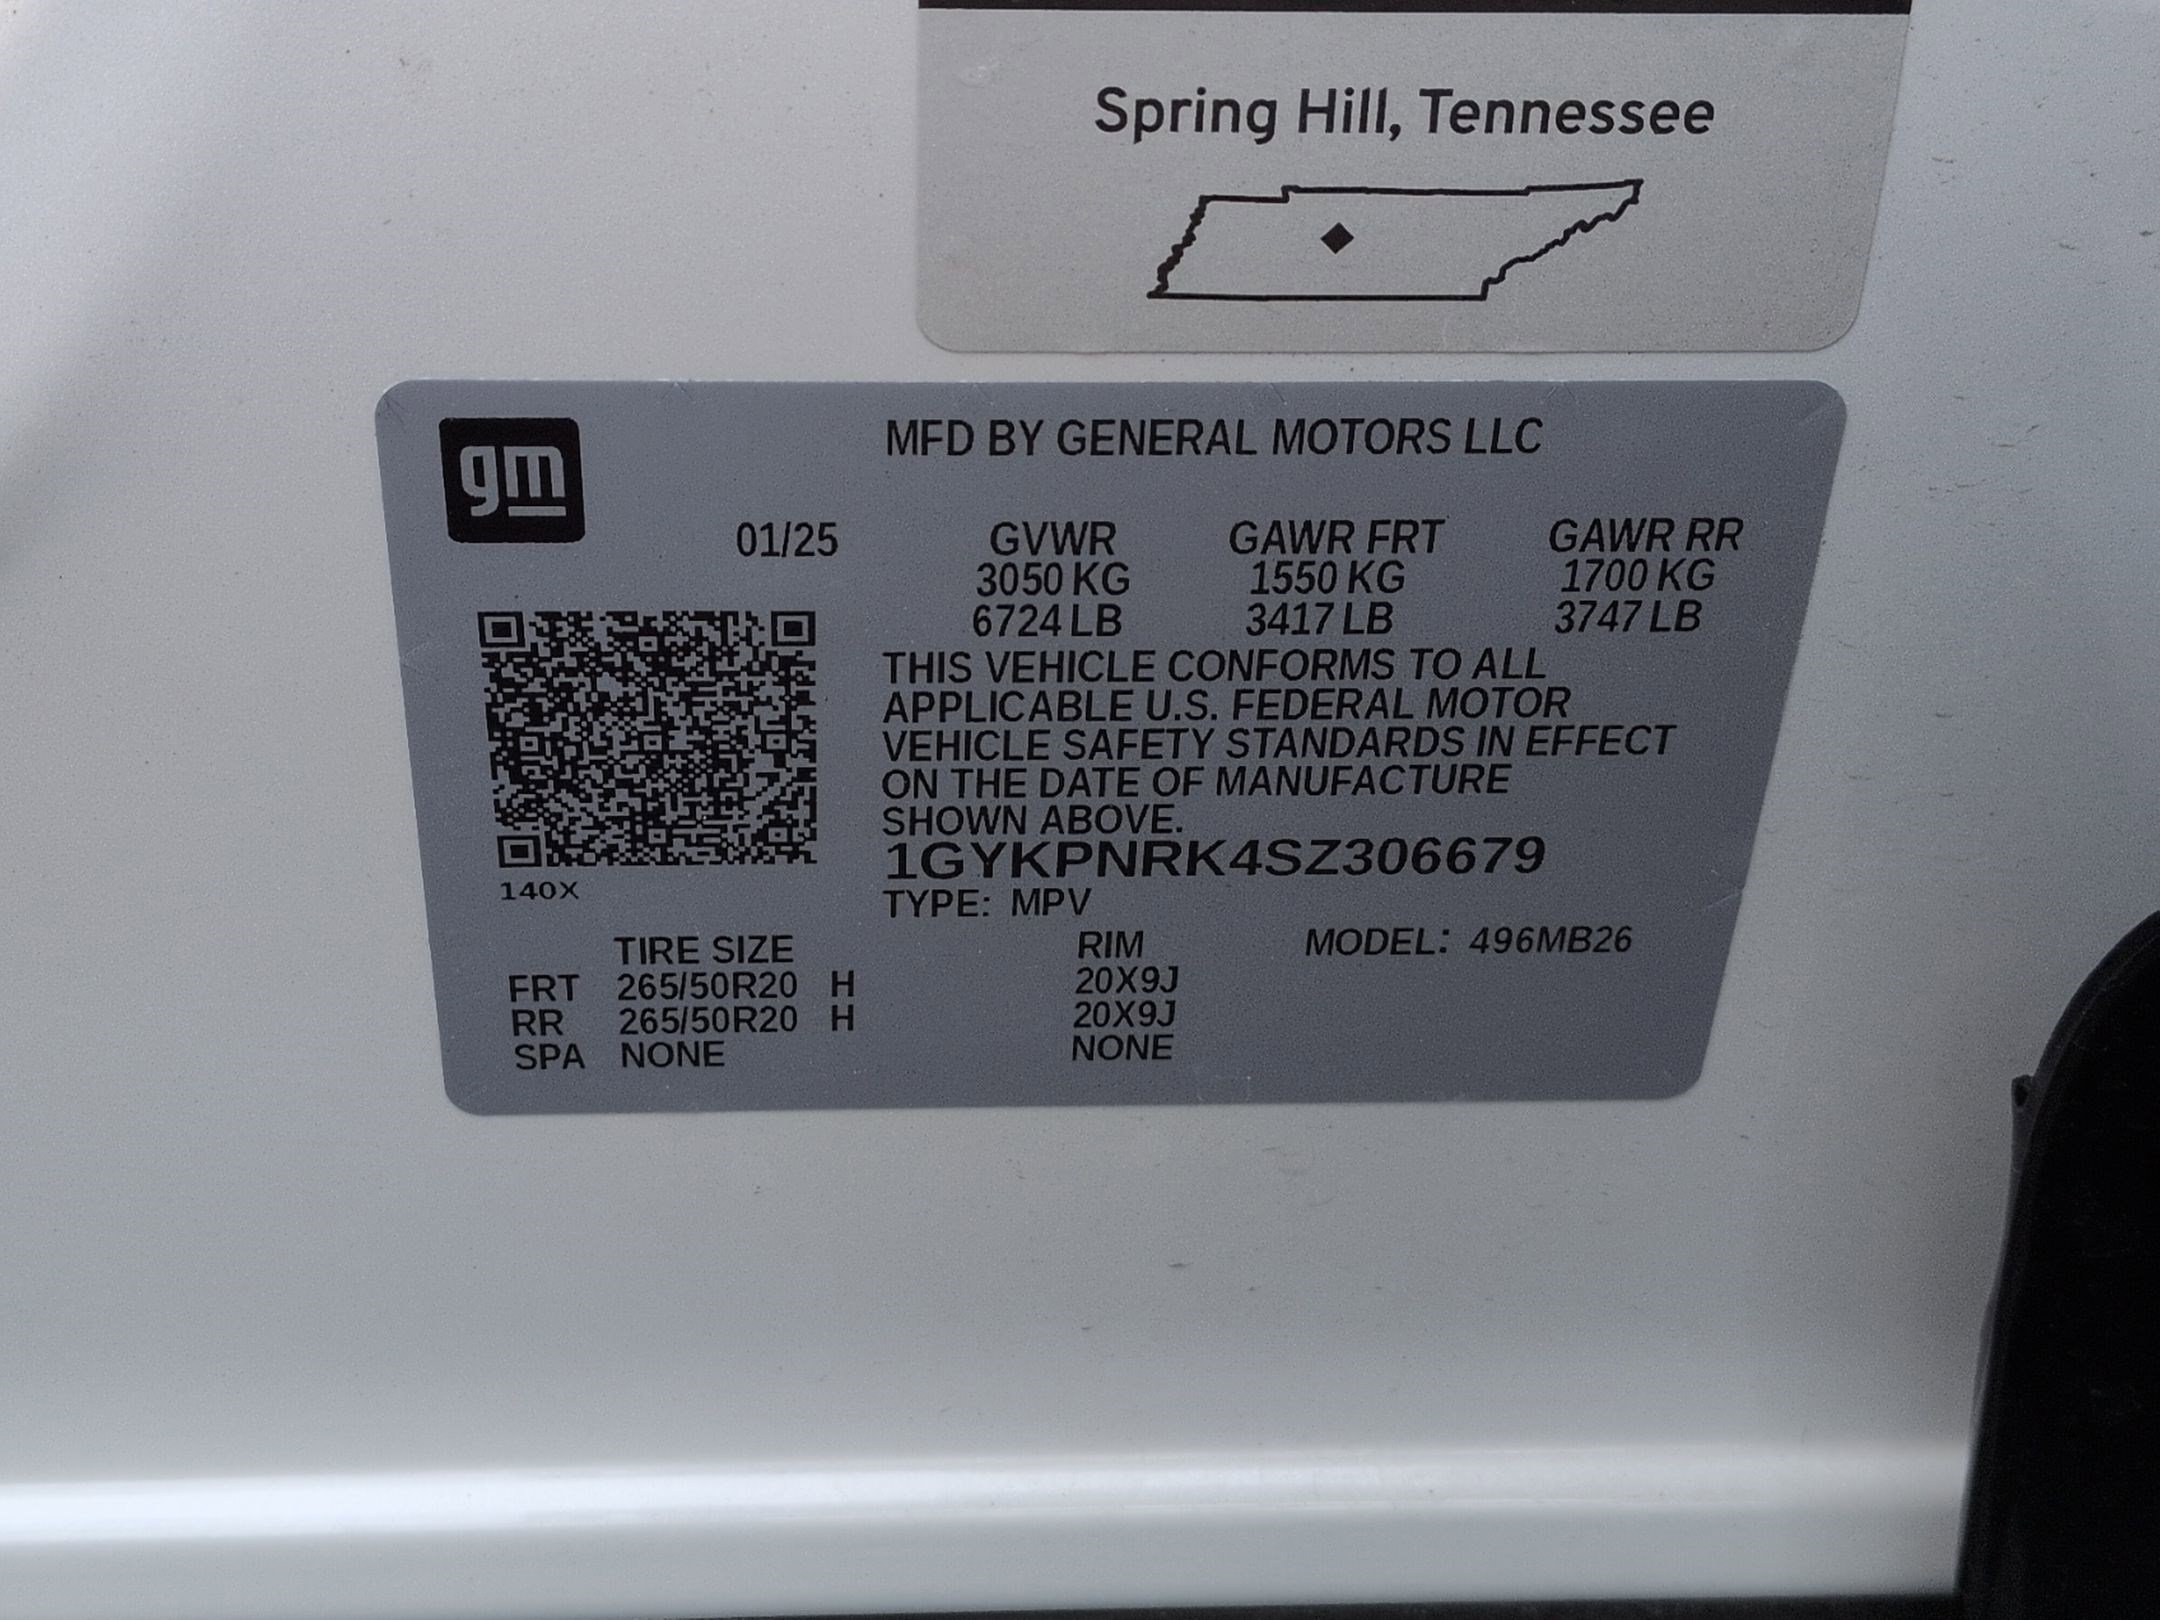 Spring Hill, Tennessee
gm
MFD BY GENERAL MOTORS LLC
01/25 GVWR GAWR FRT GAWR RR
3050 KG 1550 KG 1700 KG
6724 LB 3417 LB 3747 LB
THIS VEHICLE CONFORMS TO ALL
APPLICABLE U.S. FEDERAL MOTOR
VEHICLE SAFETY STANDARDS IN EFFECT
ON THE DATE OF MANUFACTURE
SHOWN ABOVE.
1GYKPNRK4SZ306679
140X
TYPE: MPV
TIRE SIZE RIM MODEL: 496MB26
FRT 265/50R20 H 20X9J
RR 265/50R20 H 20X9J
SPA NONE NONE